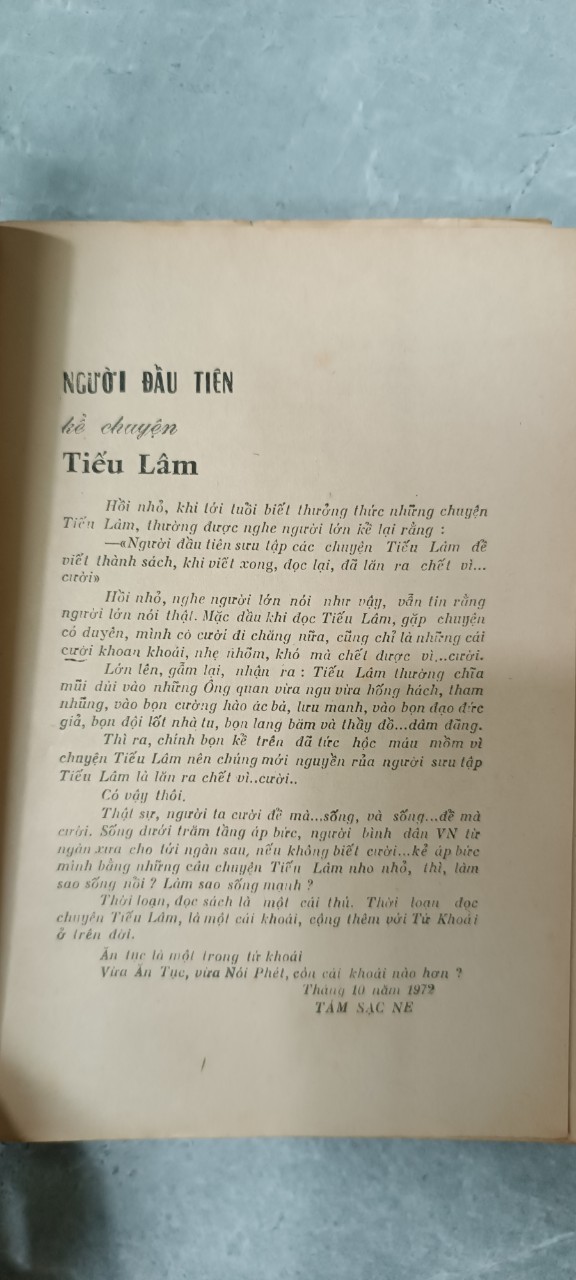 NGƯỜI ĐẦU TIÊN
kể chuyện
Tiếu Lâm
Hồi nhỏ, khi tới tuổi biết thưởng thức những chuyện
Tiếu Lâm, thường được nghe người lớn kể lại rằng :
—«Người đầu tiên sưu tập các chuyện Tiếu Lâm để
viết thành sách, khi viết xong, đọc lại, đã lăn ra chết vì...
cười»
Hồi nhỏ, nghe người lớn nói như vậy, vẫn tin rằng
người lớn nói thật. Mặc dầu khi đọc Tiếu Lâm, gặp chuyện
có duyên, mình có cười đi chăng nữa, cũng chỉ là những cái
cười khoan khoái, nhẹ nhõm, khó mà chết được vì...cười.
Lớn lên, gẫm lại, nhận ra : Tiếu Lâm thường chĩa
mũi dùi vào những Ông quan vừa ngu vừa hống hách, tham
nhũng, vào bọn cường hào ác bá, lưu manh, vào bọn đạo đức
giả, bọn đội lốt nhà tu, bọn lang băm và thầy đồ...dâm đãng.
Thì ra, chính bọn kể trên đã tức hộc máu mồm vì
chuyện Tiếu Lâm nên chúng mới nguyền rủa người sưu tập
Tiếu Lâm là lăn ra chết vì..cười..
Có vậy thôi.
Thật sự, người ta cười để mà...sống, và sống...để mà
cười. Sống dưới trăm tầng áp bức, người bình dân VN từ
ngàn xưa cho tới ngàn sau, nếu không biết cười...kẻ áp bức
mình bằng những câu chuyện Tiếu Lâm nho nhỏ, thì, làm
sao sống nổi ? Làm sao sống mạnh ?
Thời loạn, đọc sách là một cái thú. Thời loạn đọc
chuyện Tiếu Lâm, là một cái khoái, cộng thêm với Tứ Khoái
ở trên đời.
Ăn tục là một trong tứ khoái
Vừa Ăn Tục, vừa Nói Phét, còn cái khoái nào hơn ?
Tháng 10 năm 1972
TÁM SẠC NE